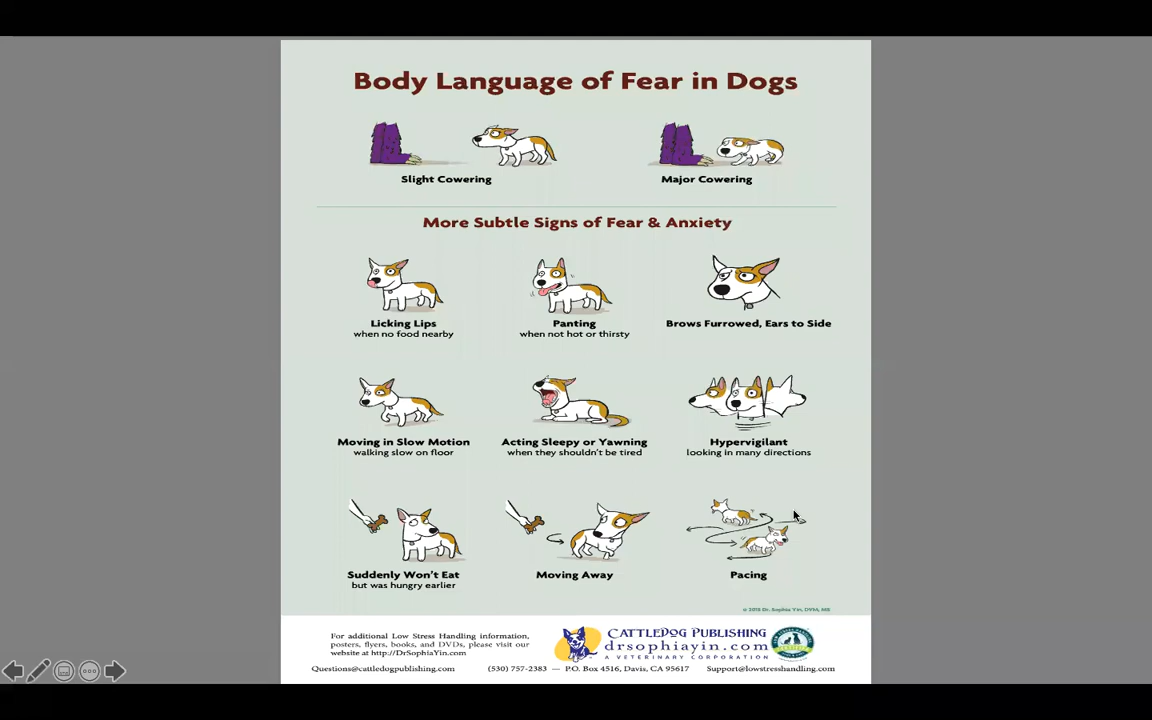 Body Language of Fear in Dogs
Slight Cowering
Major Cowering
More Subtle Signs of Fear & Anxiety
Licking Lips
when no food nearby
Panting
when not hot or thirsty
Brows Furrowed, Ears to Side
Moving in Slow Motion
walking slow on floor
Acting Sleepy or Yawning
when they shouldn't be tired
Hypervigilant
looking in many directions
Suddenly Won't Eat
but was hungry earlier
Moving Away
Pacing
For additional Low Stress Handling information,
posters, flyers, books, and DVDs, please visit our
website at http://DrSophiaYin.com
CATTLEDOG PUBLISHING
drsophiayin.com
A VETERINARY CORPORATION
Questions@cattledogpublishing.com
(530) 757-2383 — P.O. Box 4516, Davis, CA 95617
Support@lowstresshandling.com